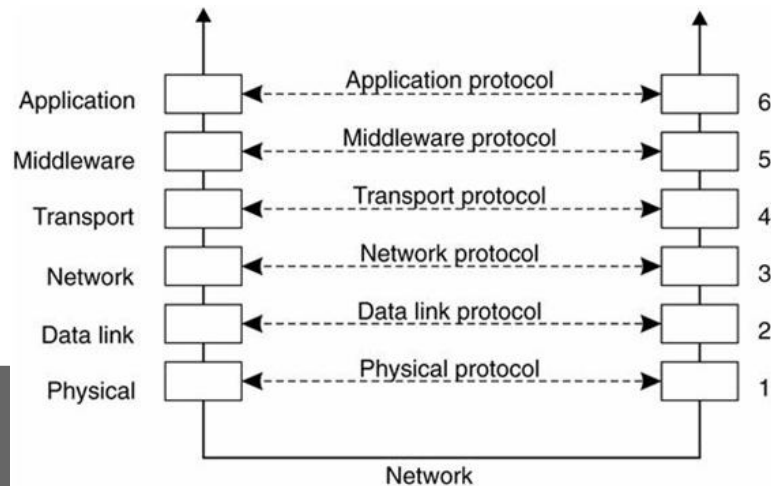 Application Application protocol 6
Middleware Middleware protocol 5
Transport Transport protocol 4
Network Network protocol 3
Data link Data link protocol 2
Physical Physical protocol 1
Network